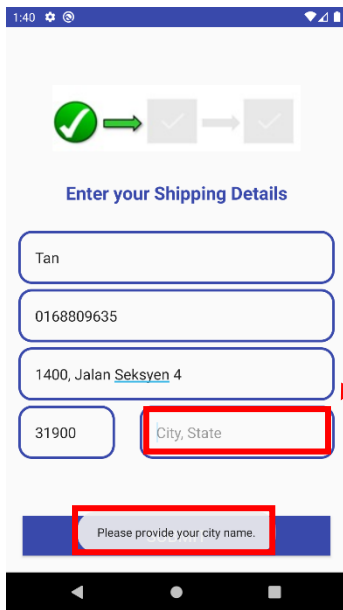 1:40
Enter your Shipping Details
Tan
0168809635
1400, Jalan Seksyen 4
31900
City, State
Please provide your city name.